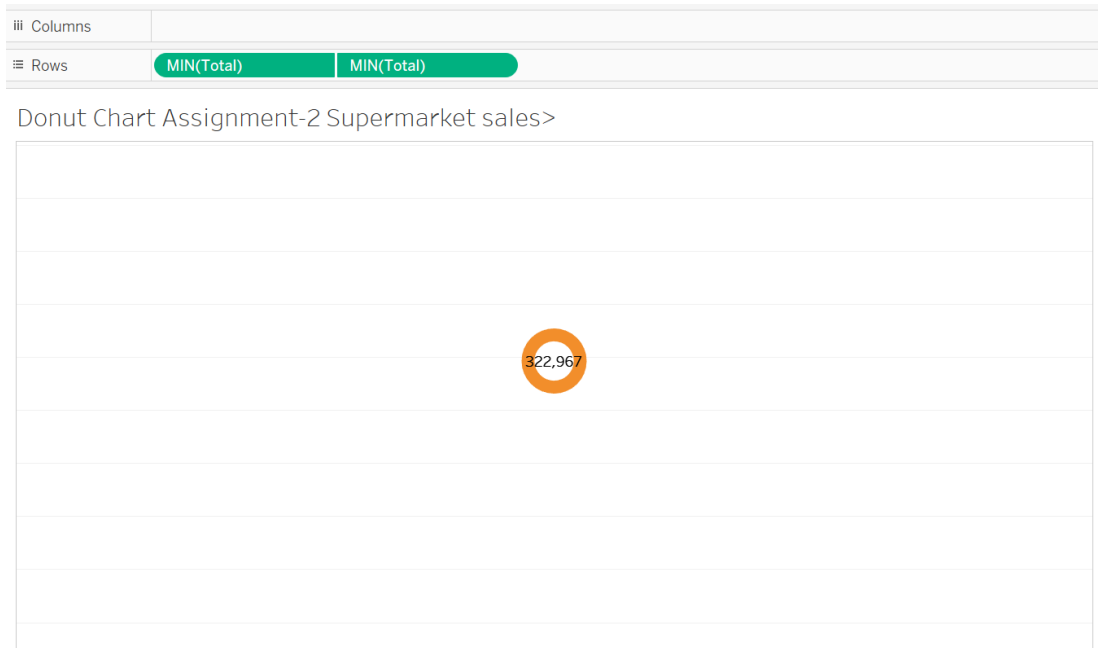 Columns
Rows MIN(Total) MIN(Total)
Donut Chart Assignment-2 Supermarket sales>
322,967